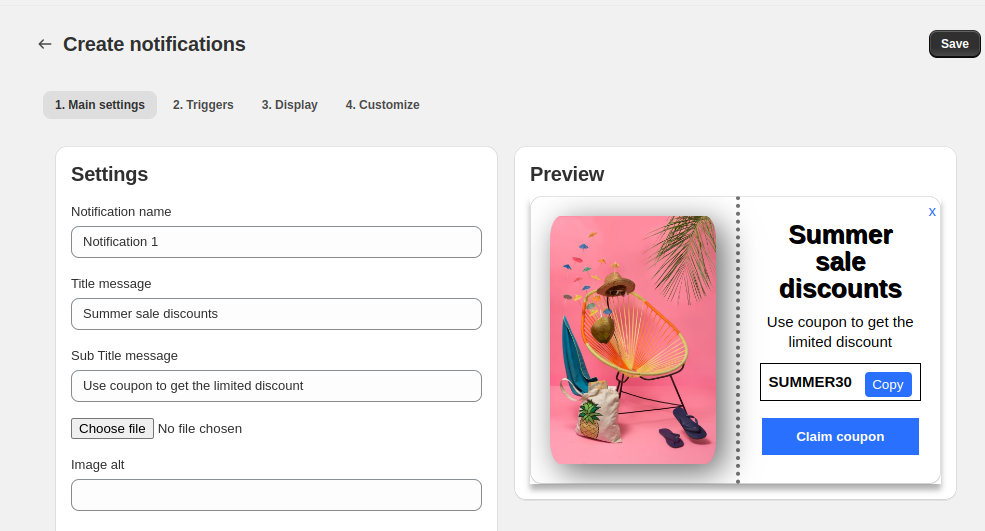 Create notifications
Save
1. Main settings
2. Triggers
3. Display
4. Customize
Settings
Notification name
Notification 1
Title message
Summer sale discounts
Sub Title message
Use coupon to get the limited discount
Choose file No file chosen
Image alt
Preview
x
Summer
sale
discounts
Use coupon to get the
limited discount
SUMMER30
Copy
Claim coupon